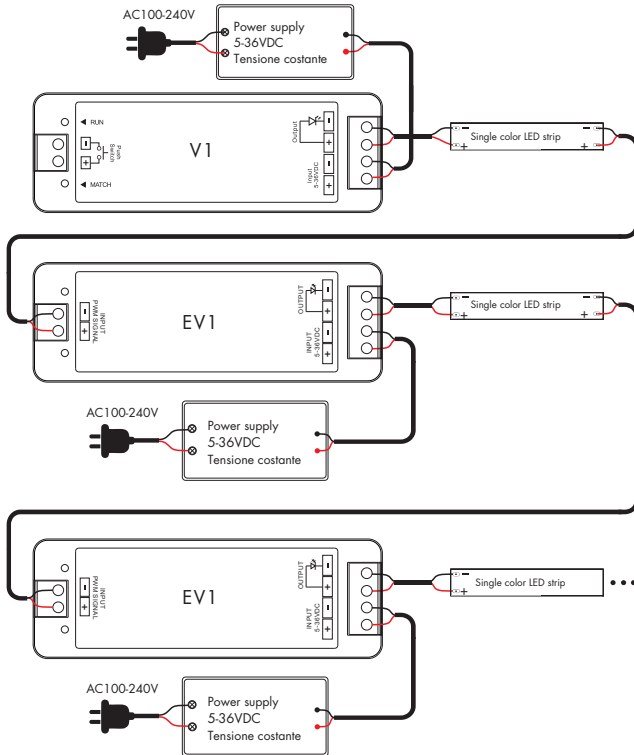 AC100-240V
Power supply
5-36VDC
Tensione costante
RUN
Push
Switch
MATCH
V1
Output
Input
5-36VDC
Single color LED strip
INPUT
PWM SIGNAL
EV1
OUTPUT
INPUT
5-36VDC
Single color LED strip
AC100-240V
Power supply
5-36VDC
Tensione costante
INPUT
PWM SIGNAL
EV1
OUTPUT
INPUT
5-36VDC
Single color LED strip
AC100-240V
Power supply
5-36VDC
Tensione costante